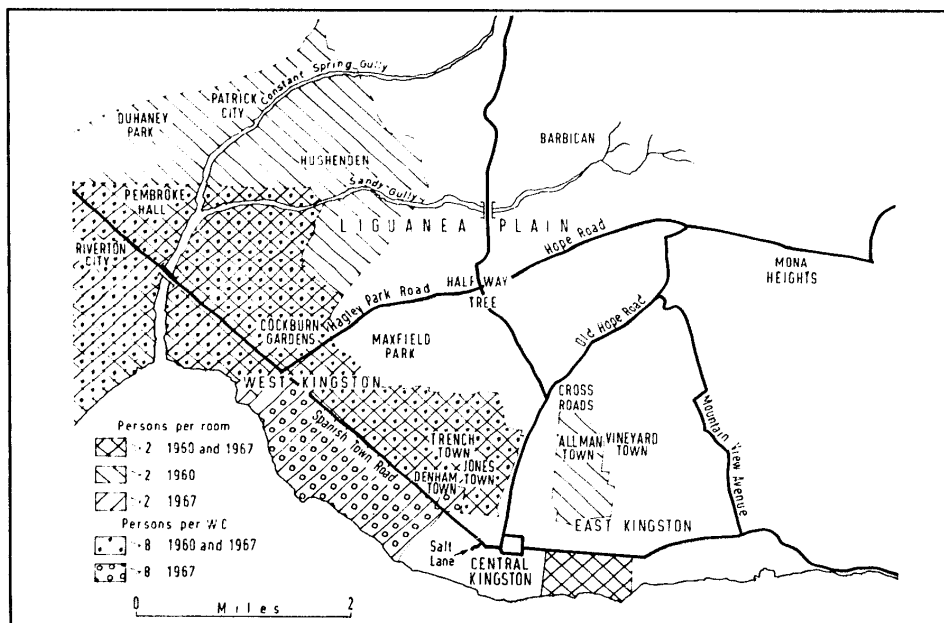 Constant Spring Gully
PATRICK
CITY
DUHANEY
PARK
BARBICAN
HUSHENDEN
Sandy Gully
PEMBROKE
HALL
LIGUANEA PLAIN
RIVERTON
CITY
Hope Road
MONA
HEIGHTS
HALF WAY
TREE
Hagley Park Road
COCKBURN
GARDENS
MAXFIELD
PARK
Old Hope Road
WEST KINGSTON
CROSS
ROADS
Mountain View Avenue
Spanish Town Road
TRENCH
TOWN
JONES
TOWN
DENHAM
TOWN
ALLMAN
TOWN
VINEYARD
TOWN
EAST KINGSTON
Salt
Lane
CENTRAL
KINGSTON
Persons per room
2 1960 and 1967
2 1960
2 1967
Persons per WC
8 1960 and 1967
8 1967
0 Miles 2